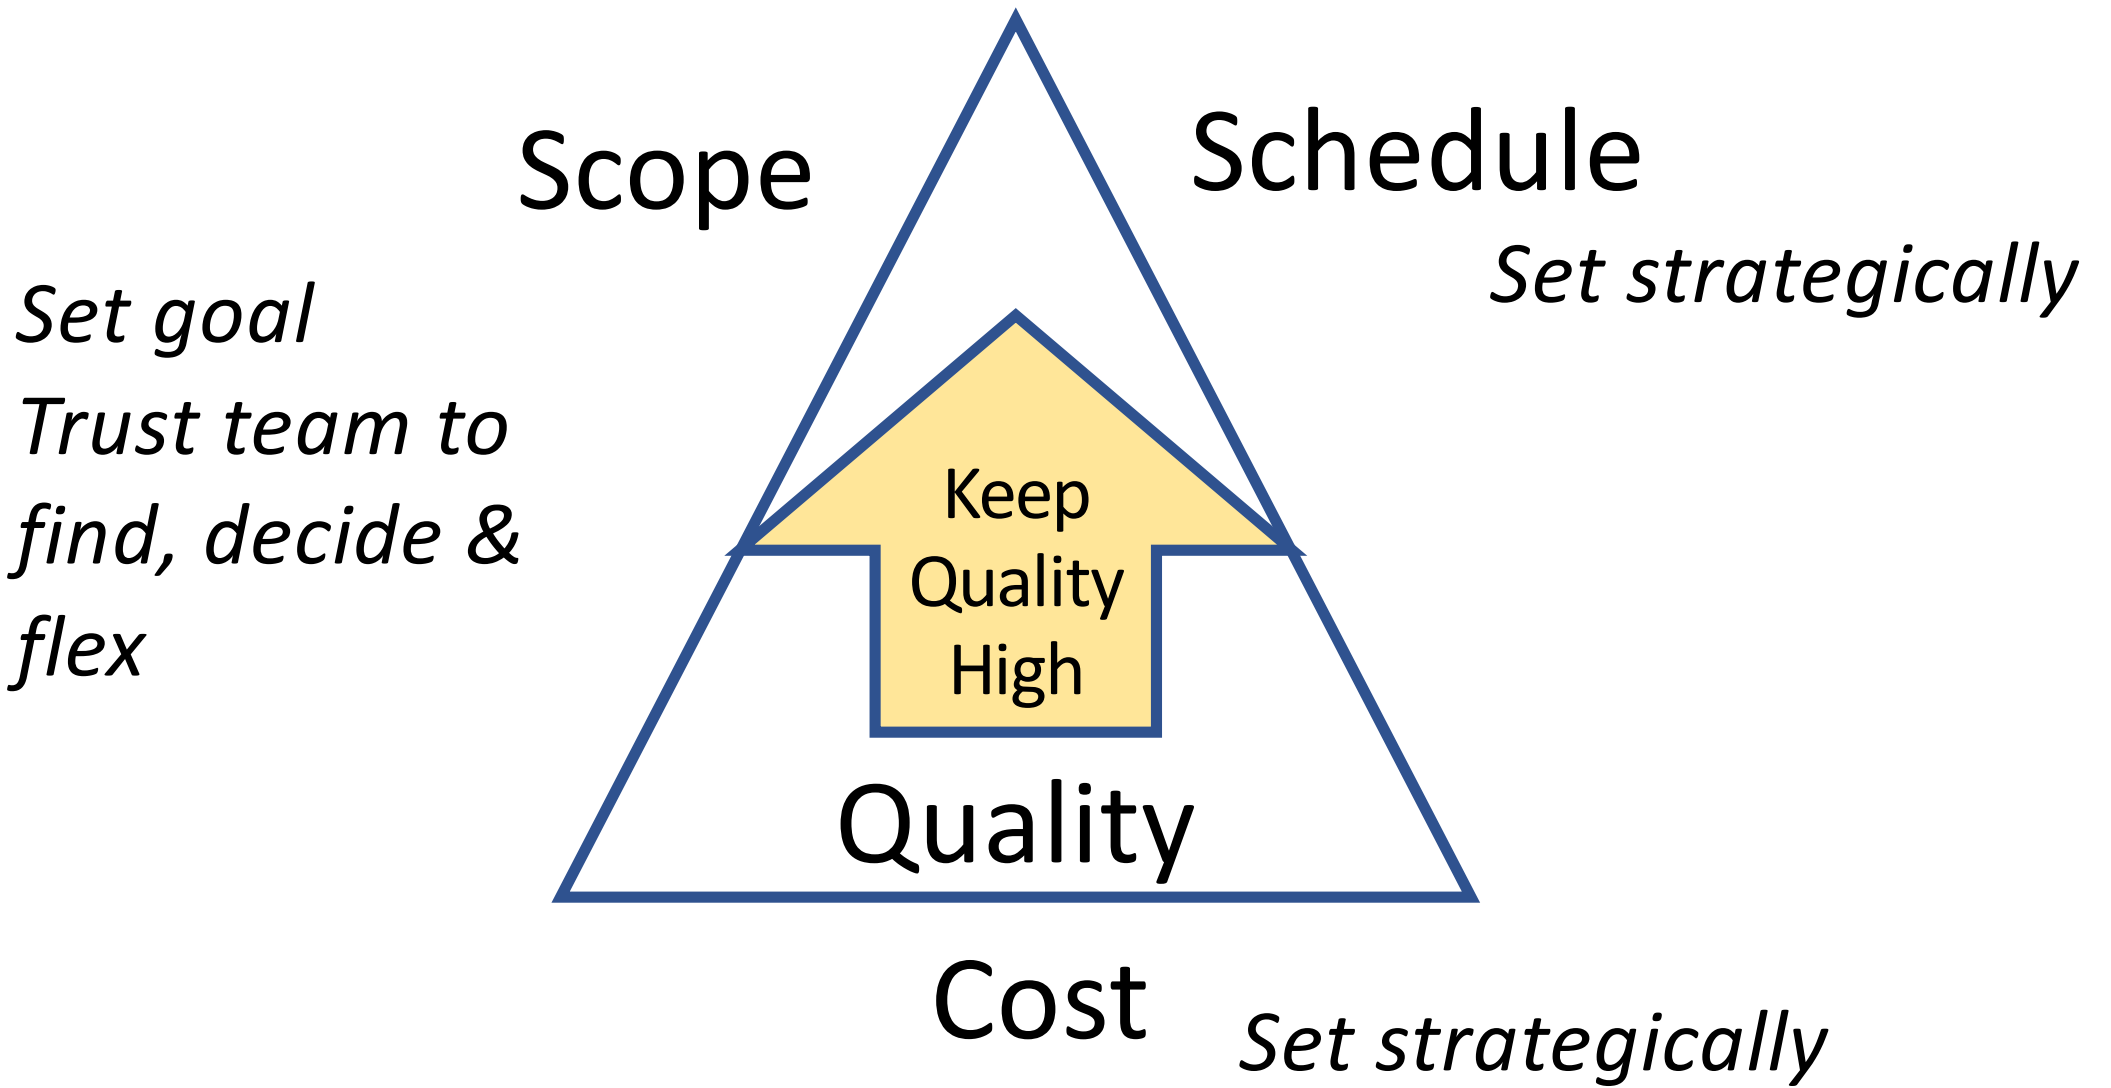 Scope
Schedule
Set strategically
Set goal
Trust team to
find, decide &
flex
Keep
Quality
High
Quality
Cost
Set strategically